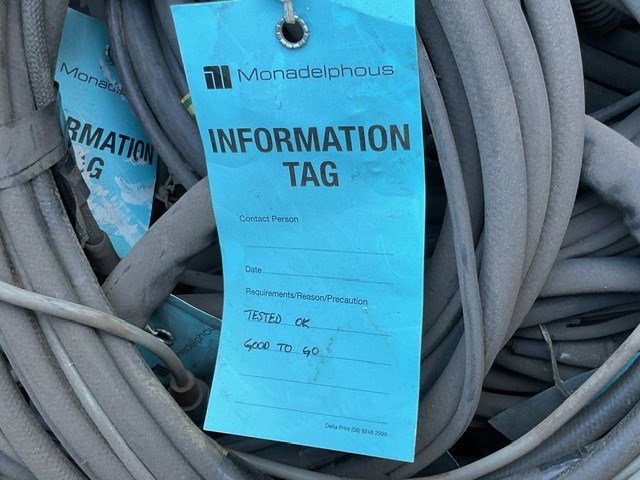 Monadelphous
INFORMATION
TAG
Contact Person
Date
Requirements/Reason/Precaution
TESTED OK
GOOD TO GO
Delta Print (08) 9248 2999
Monade
RMATION
G